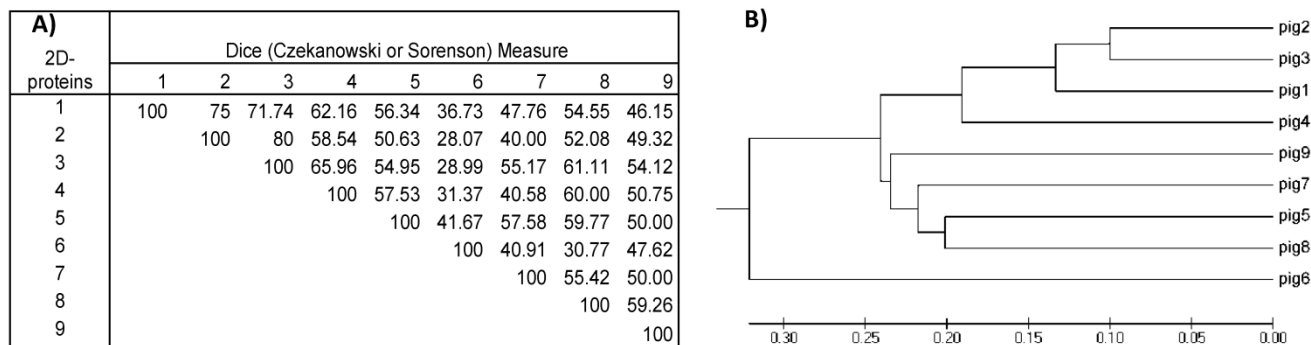 A)
2D-
proteins
Dice (Czekanowski or Sorenson) Measure
1 2 3 4 5 6 7 8 9
1 100 75 71.74 62.16 56.34 36.73 47.76 54.55 46.15
2 100 80 58.54 50.63 28.07 40.00 52.08 49.32
3 100 65.96 54.95 28.99 55.17 61.11 54.12
4 100 57.53 31.37 40.58 60.00 50.75
5 100 41.67 57.58 59.77 50.00
6 100 40.91 30.77 47.62
7 100 55.42 50.00
8 100 59.26
9 100
B)
pig2
pig3
pig1
pig4
pig9
pig7
pig5
pig8
pig6
0.30 0.25 0.20 0.15 0.10 0.05 0.00